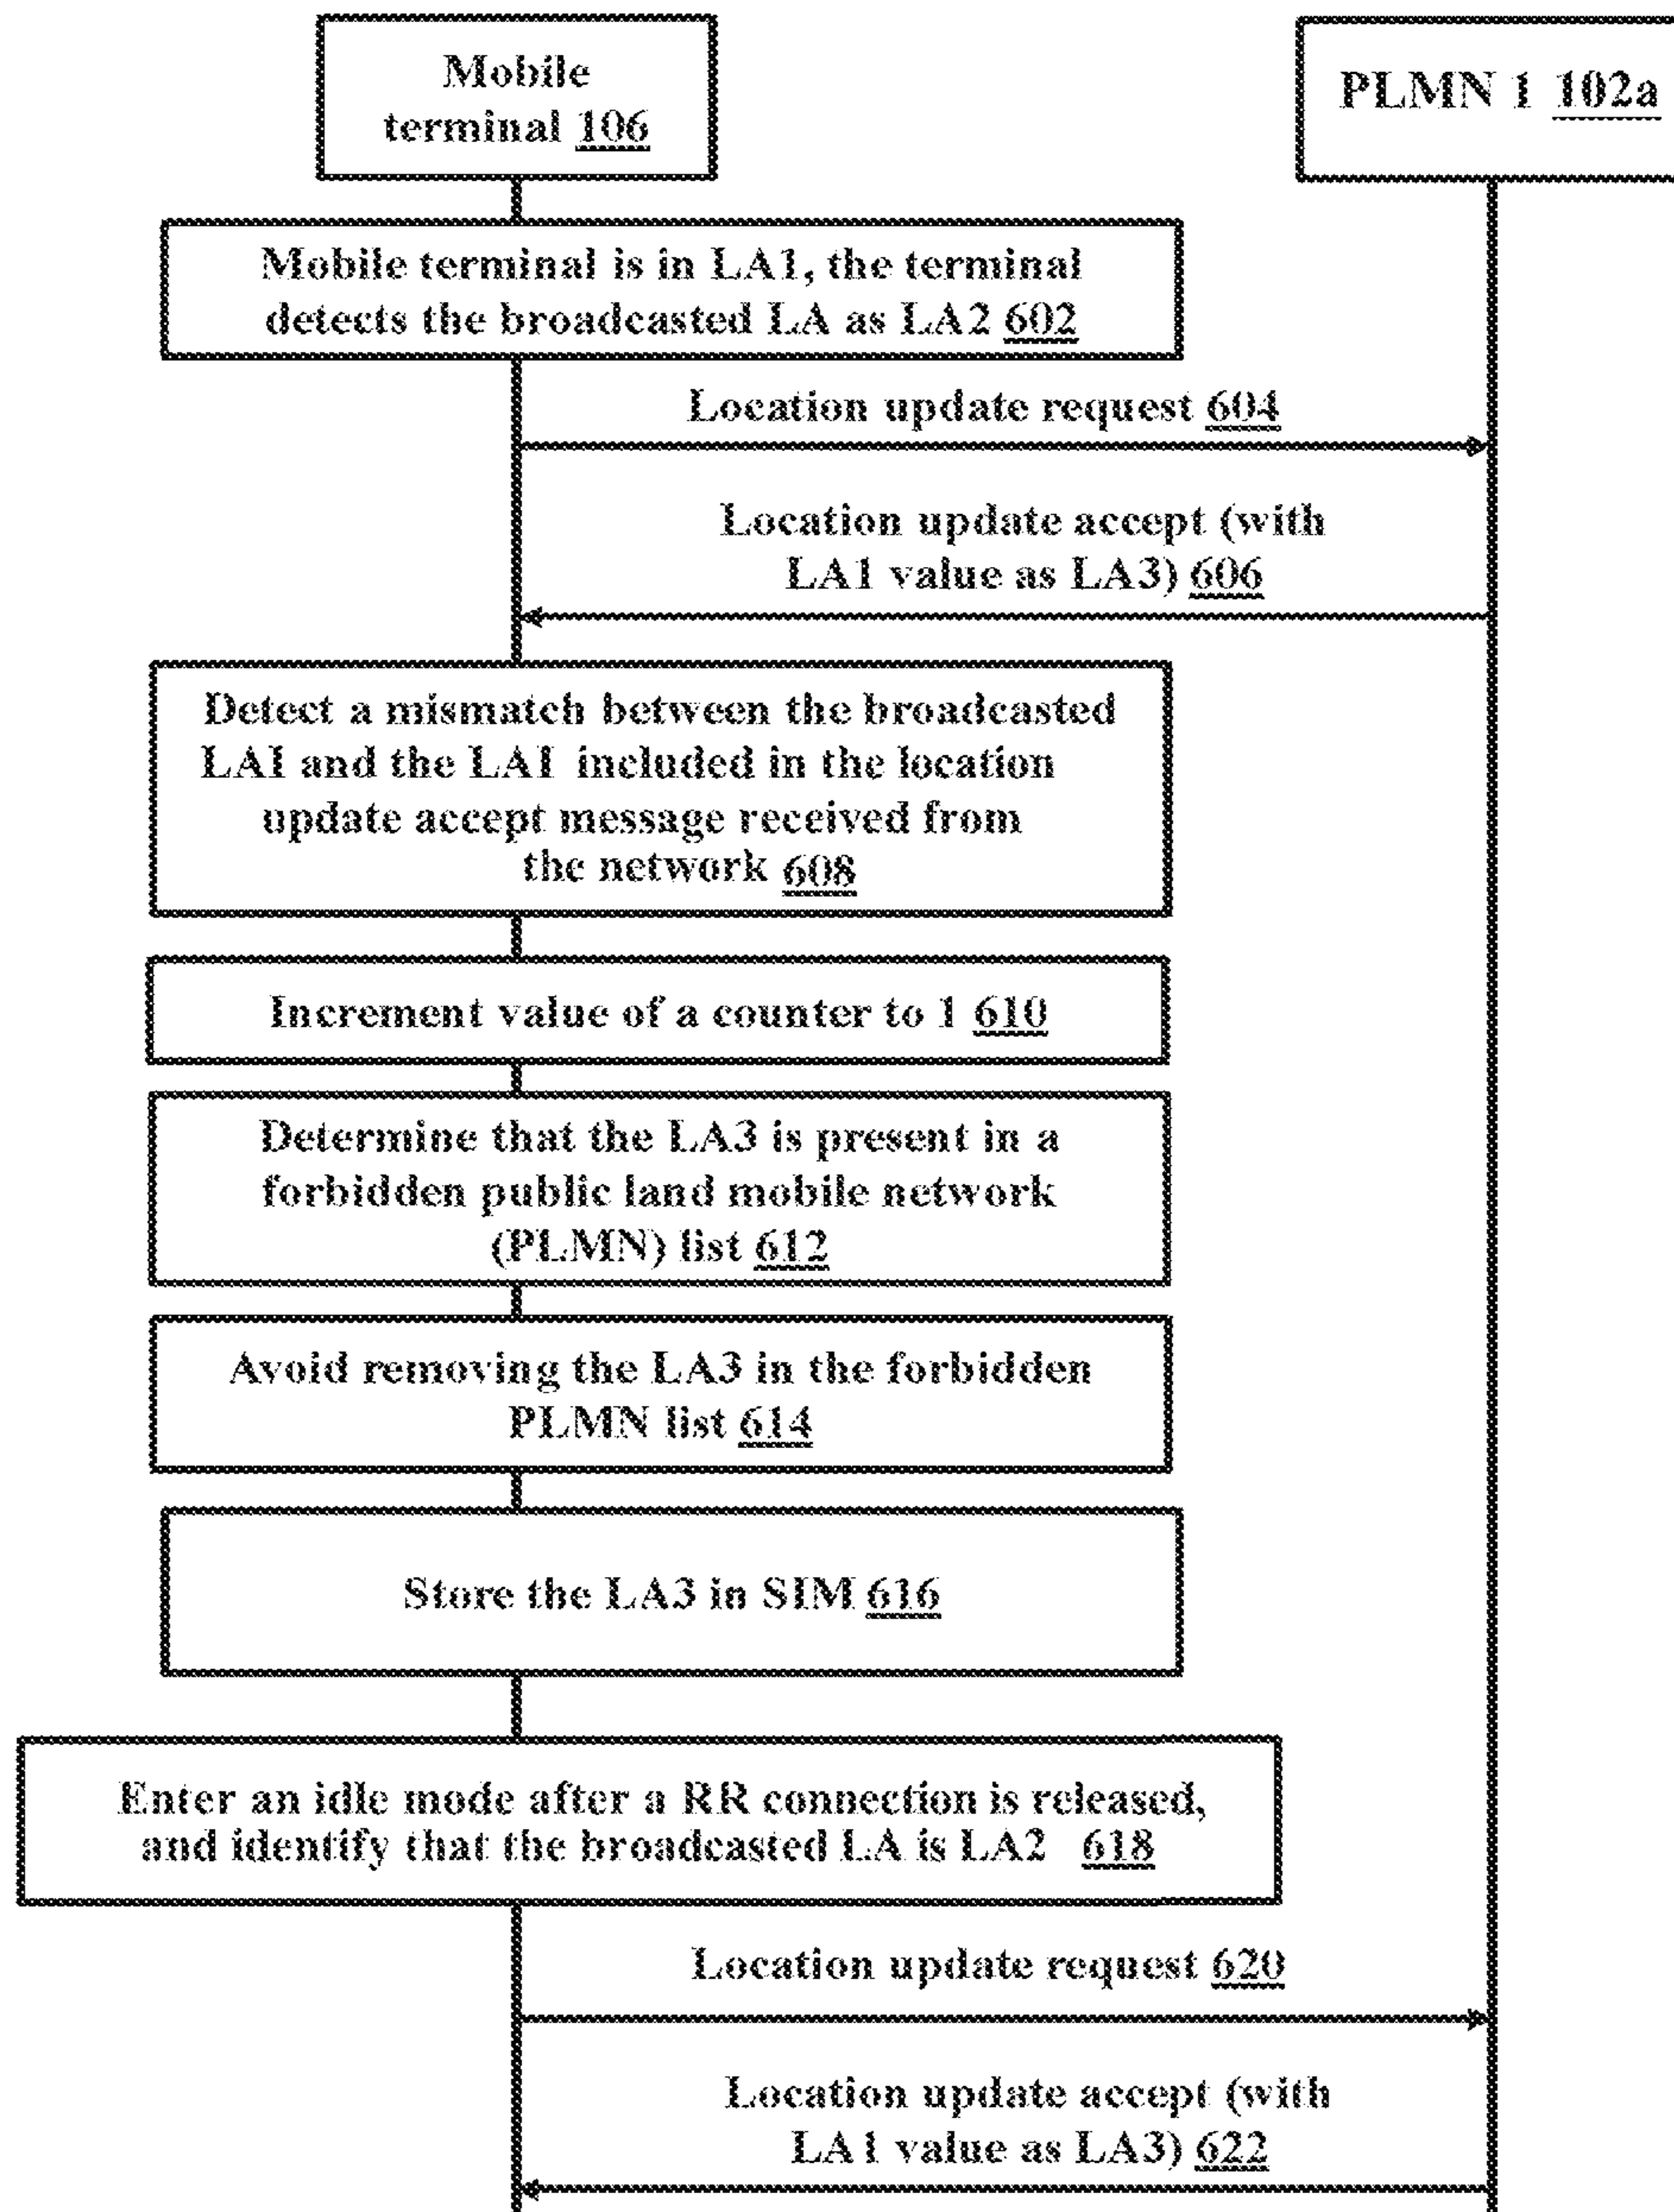 Mobile
terminal 106
PLMN 1 102a
Mobile terminal is in LA1, the terminal
detects the broadcasted LA as LA2 602
Location update request 604
Location update accept (with
LA1 value as LA3) 606
Detect a mismatch between the broadcasted
LAI and the LAI included in the location
update accept message received from
the network 608
Increment value of a counter to 1 610
Determine that the LA3 is present in a
forbidden public land mobile network
(PLMN) list 612
Avoid removing the LA3 in the forbidden
PLMN list 614
Store the LA3 in SIM 616
Enter an idle mode after a RR connection is released,
and identify that the broadcasted LA is LA2 618
Location update request 620
Location update accept (with
LA1 value as LA3) 622